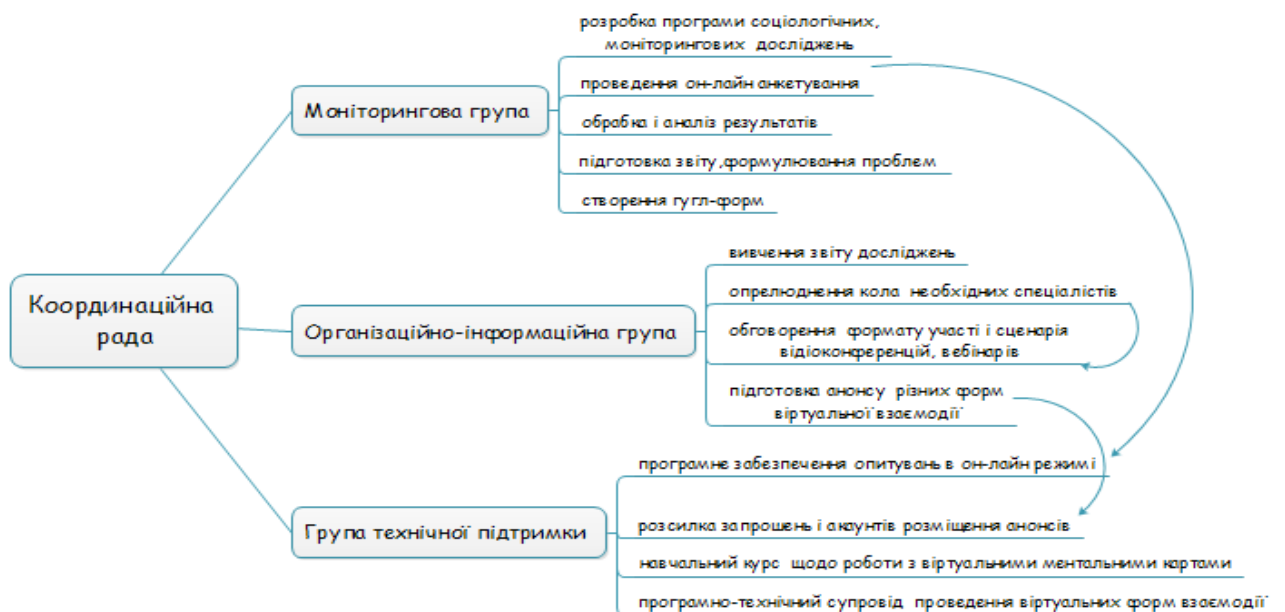 розробка програми соціологічних,
моніторингових досліджень
проведення он-лайн анкетування
Моніторингова група
обрабка і аналіз результатів
підготовка звіту,формулювання проблем
створення гугл-форм
вивчення звіту досліджень
Координаційна
рада
опрелюднення кола необхідних спеціалістів
Організаційно-інформаційна група
обговорення формату участі і сценарія
відіоконференцій, вебінарів
підготовка анонсу різних форм
віртуальної взаємодії
програмне забезпечення опитувань в он-лайн режимі
Група технічної підтримки
розсилка запрошень і акаунтів розміщення анонсів
навчальний курс щодо роботи з віртуальними ментальними картами
програмно-технічний супровід проведення віртуальних форм взаємодії